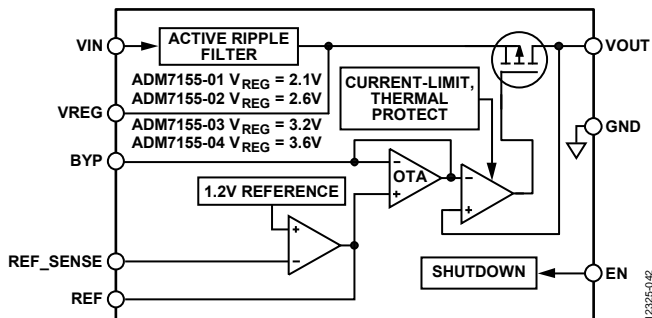 VIN
ACTIVE RIPPLE
FILTER
VOUT
ADM7155-01 VREG = 2.1V
ADM7155-02 VREG = 2.6V
VREG
ADM7155-03 VREG = 3.2V
ADM7155-04 VREG = 3.6V
CURRENT-LIMIT,
THERMAL
PROTECT
GND
BYP
OTA
−
+
−
+
1.2V REFERENCE
+
−
REF_SENSE
REF
SHUTDOWN
EN
12325-042